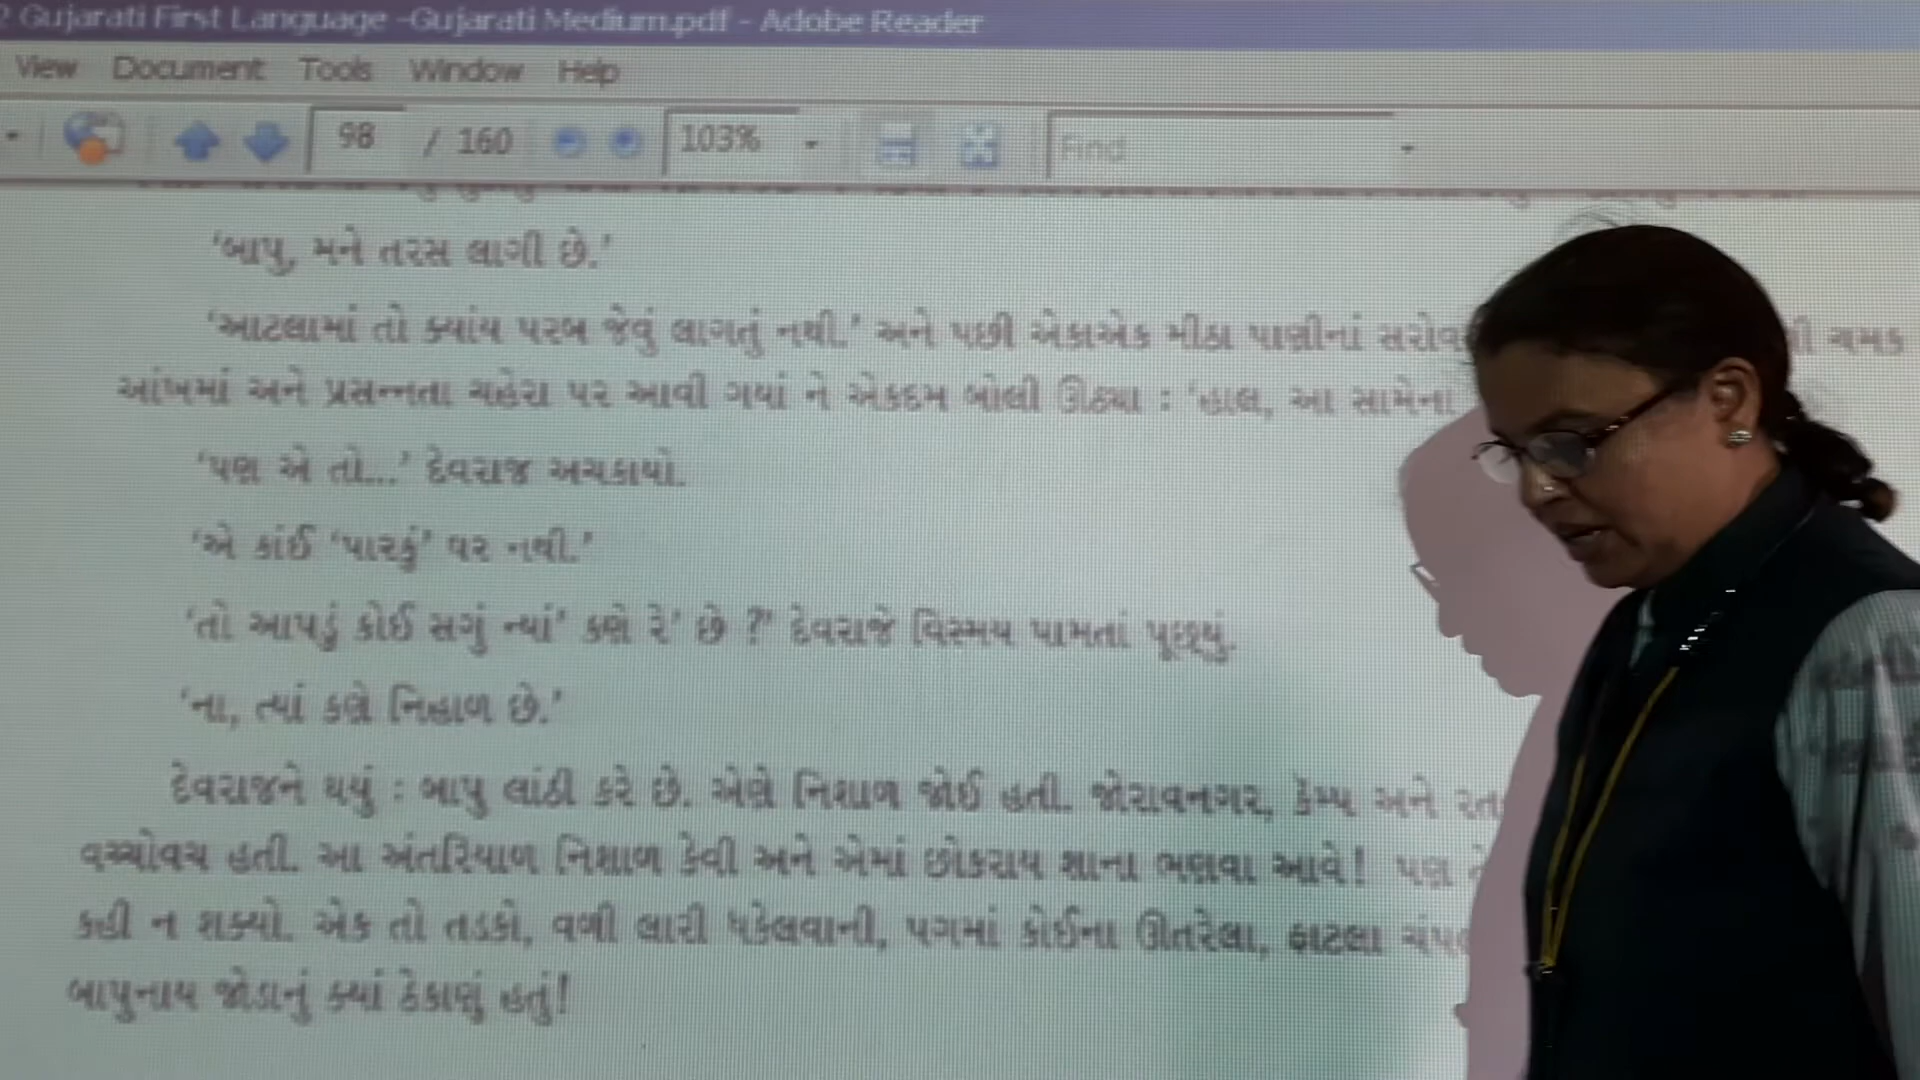 Gujarati First Language -Gujarati Medium.pdf - Adobe Reader
View Document Tools Window Help
98 / 160 103% Find
‘બાપુ, મને તરસ લાગી છે.’
‘આટલામાં તો ક્યાંય પરબ જેવું લાગતું નથી.’ અને પછી એકાએક મીઠા પાણીનાં ચમક
આંખમાં અને પ્રસન્નતા ચહેરા પર આવી ગયાં ને એકદમ બોલી ઊઠ્યા : ‘હાલ, આ સામેનાં
‘પણ એ તો...’ દેવરાજ અચકાયો.
‘એ કાંઈ ‘પારકું’ ઘર નથી.’
‘તો આપડું કોઈ સગું ન્યાં’ કણે રે’ છે ?’ દેવરાજે વિસ્મય પામતાં પૂછ્યું.
‘ના, ત્યાં કણે નિહાળ છે.’
દેવરાજને થયું : બાપુ લાંઠી કરે છે. એણે નિશાળ જોઈ હતી. જોરાવનગર, કેમ્પ અને
વચ્ચોવચ હતી. આ અંતરિયાળ નિશાળ કેવી અને એમાં છોકરાય શાના ભણવા આવે! પણ
કહી ન શક્યો. એક તો તડકો, વળી લારી ધકેલવાની, પગમાં કોઈના ઊતરેલા, ફાટલા
બાપુનાય જોડાનું ક્યાં ઠેકાણું હતું!